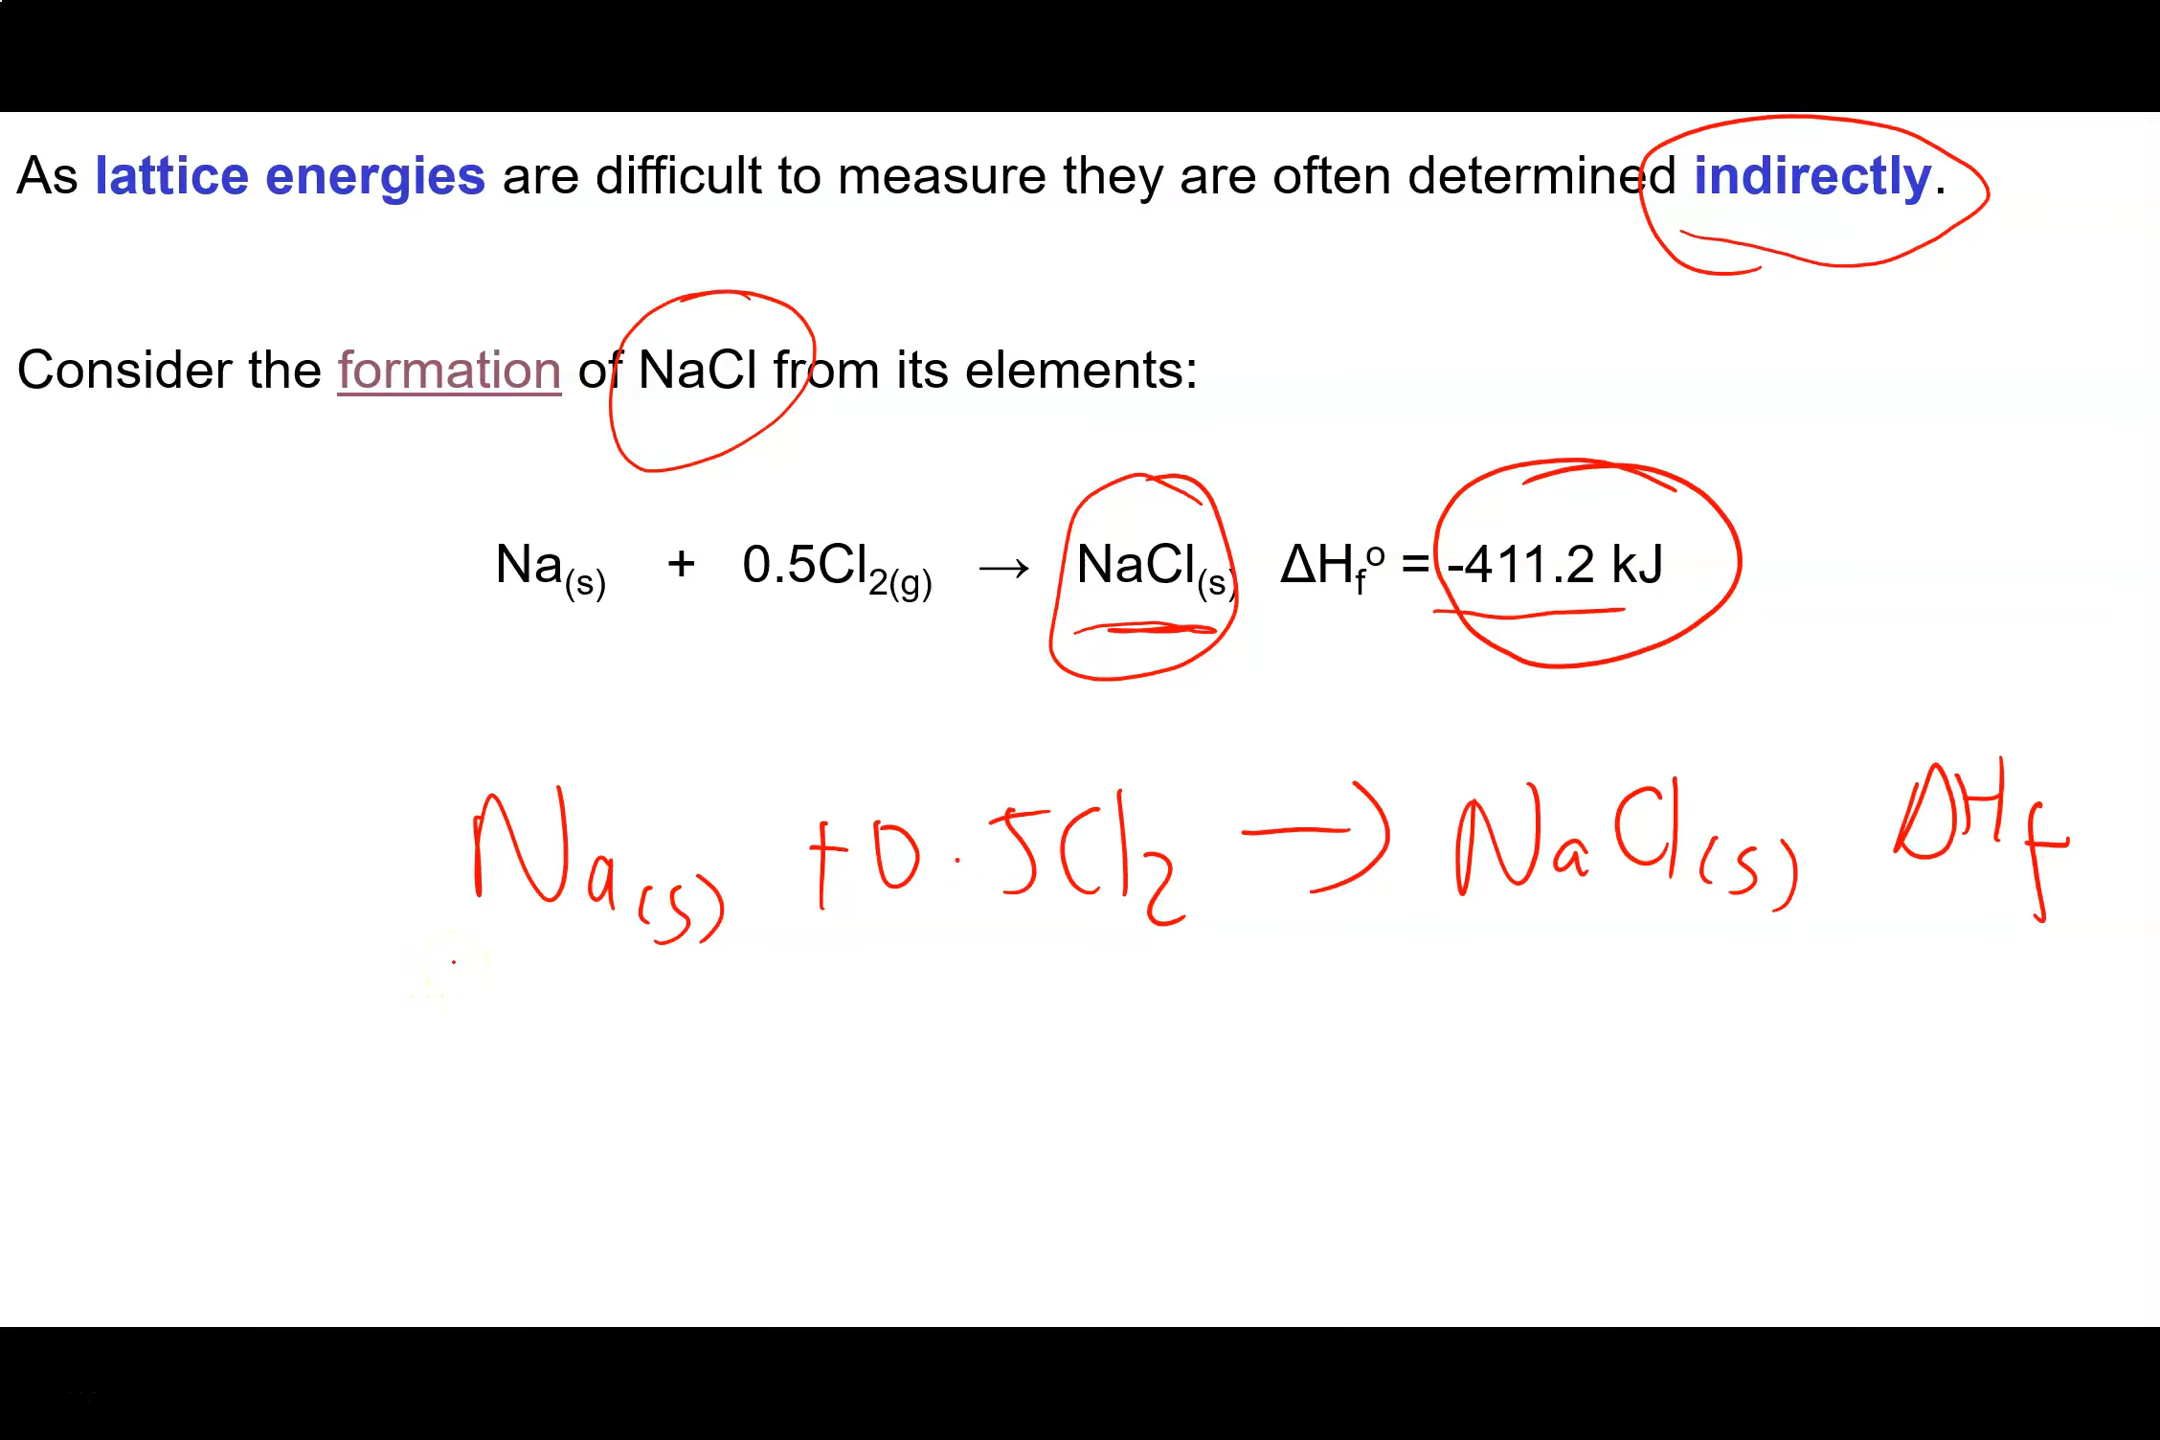 As lattice energies are difficult to measure they are often determined indirectly.
Consider the formation of NaCl from its elements:
Na(s) + 0.5Cl2(g) → NaCl(s) ΔHfo = -411.2 kJ
Na(s) +0.5Cl2 → NaCl(s) ΔHf